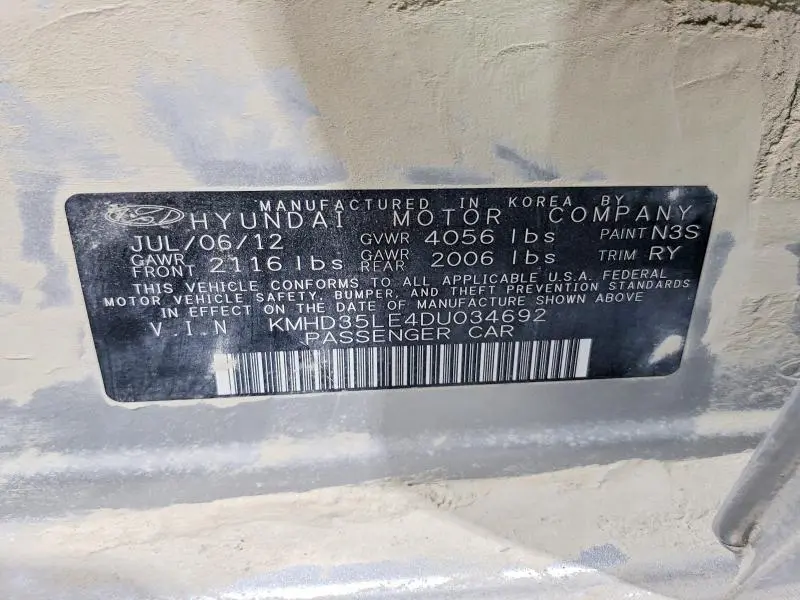 MANUFACTURED IN KOREA BY
HYUNDAI MOTOR COMPANY
JUL/06/12 GVWR 4056 lbs PAINT N3S
GAWR FRONT 2116 lbs GAWR REAR 2006 lbs TRIM RY
THIS VEHICLE CONFORMS TO ALL APPLICABLE U.S.A. FEDERAL
MOTOR VEHICLE SAFETY, BUMPER, AND THEFT PREVENTION STANDARDS
IN EFFECT ON THE DATE OF MANUFACTURE SHOWN ABOVE
V.I.N KMHD35LE4DU034692
PASSENGER CAR